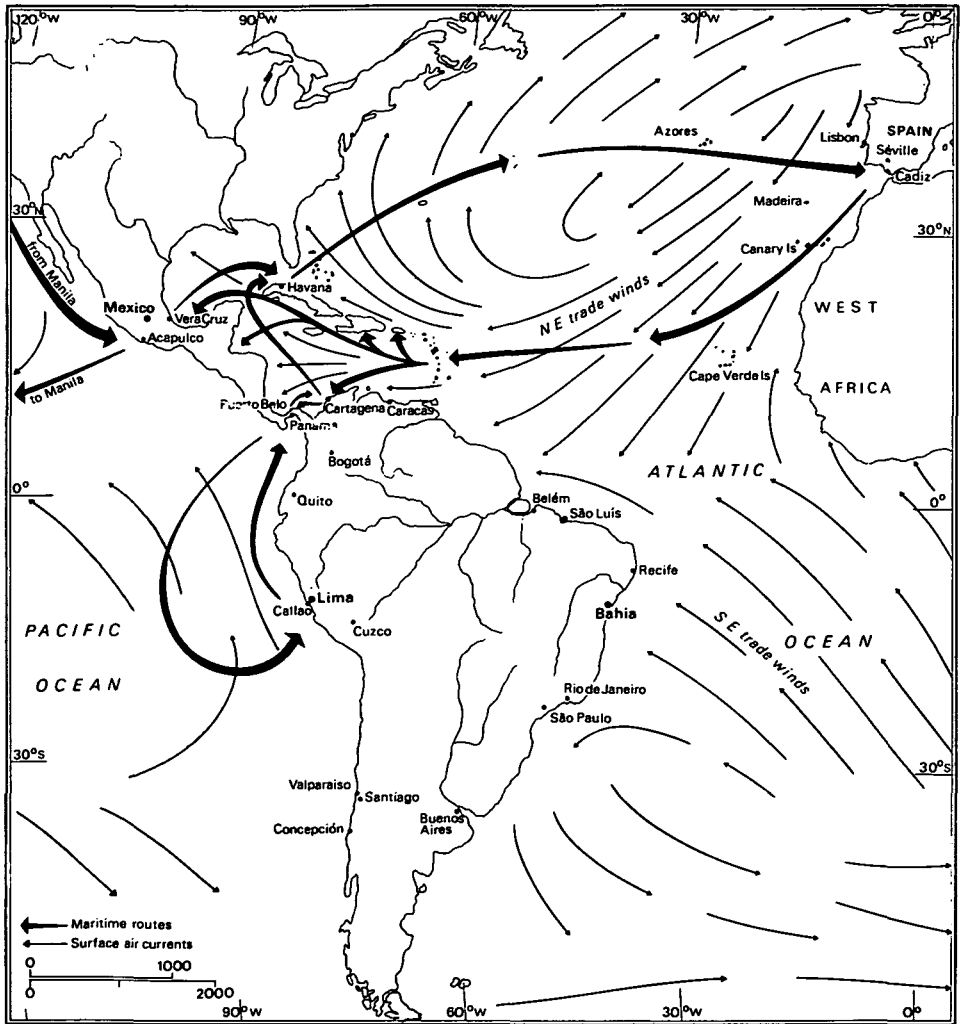 120°W
90°W
60°W
30°W
0°
Azores
Lisbon
SPAIN
Séville
Cadiz
Madeira
30°N
30°N
Canary Is
from Manila
Havana
NE trade winds
WEST
Mexico
Vera Cruz
Acapulco
Cape Verde Is
AFRICA
to Manila
Puerto Belo
Cartagena
Caracas
Panama
Bogotá
ATLANTIC
0°
Quito
Belém
0°
São Luís
Recife
Lima
Callao
Bahia
Cuzco
PACIFIC
OCEAN
SE trade winds
OCEAN
Rio de Janeiro
São Paulo
30°S
30°S
Valparaiso
Santiago
Buenos
Aires
Concepción
Maritime routes
Surface air currents
0
1000
0
2000
90°W
60°W
30°W
0°